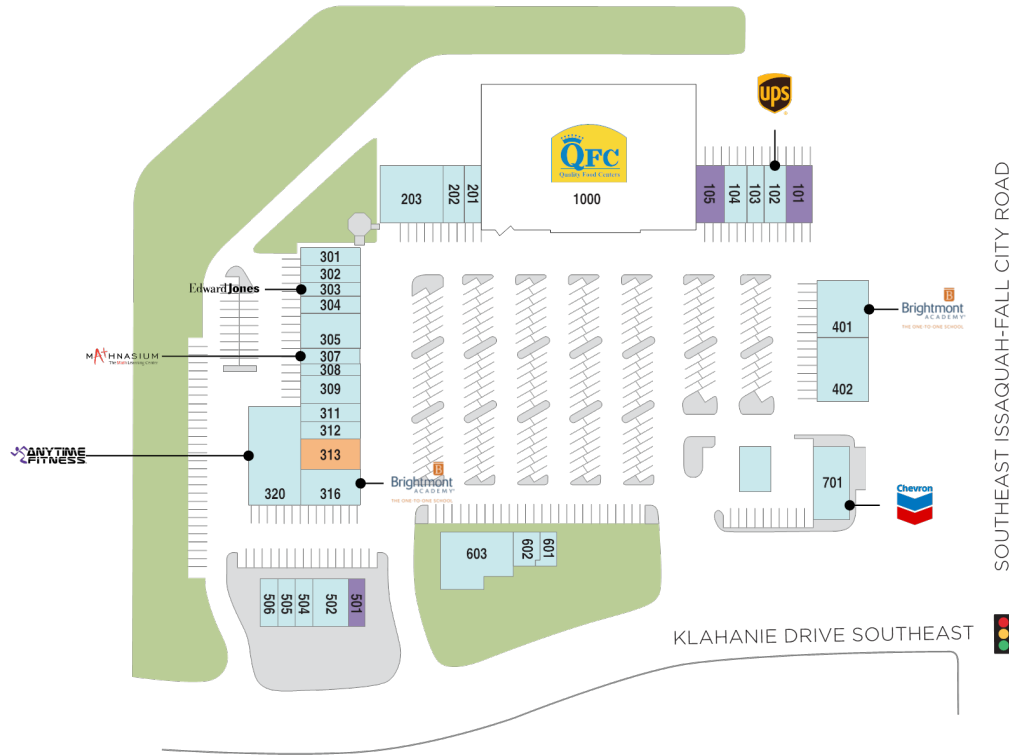 ups
QFC
Quality Food Centers
1000
203
202
201
105
104
103
102
101
301
302
Edward Jones
303
304
305
MATHNASIUM
The Math Learning Center
307
308
309
311
312
313
ANYTIME
FITNESS
320
316
Brightmont
ACADEMY
THE ONE-TO-ONE SCHOOL
401
402
Brightmont
ACADEMY
THE ONE-TO-ONE SCHOOL
701
Chevron
603
602
601
506
505
504
502
501
KLAHANIE DRIVE SOUTHEAST
SOUTHEAST ISSAQUAH-FALL CITY ROAD